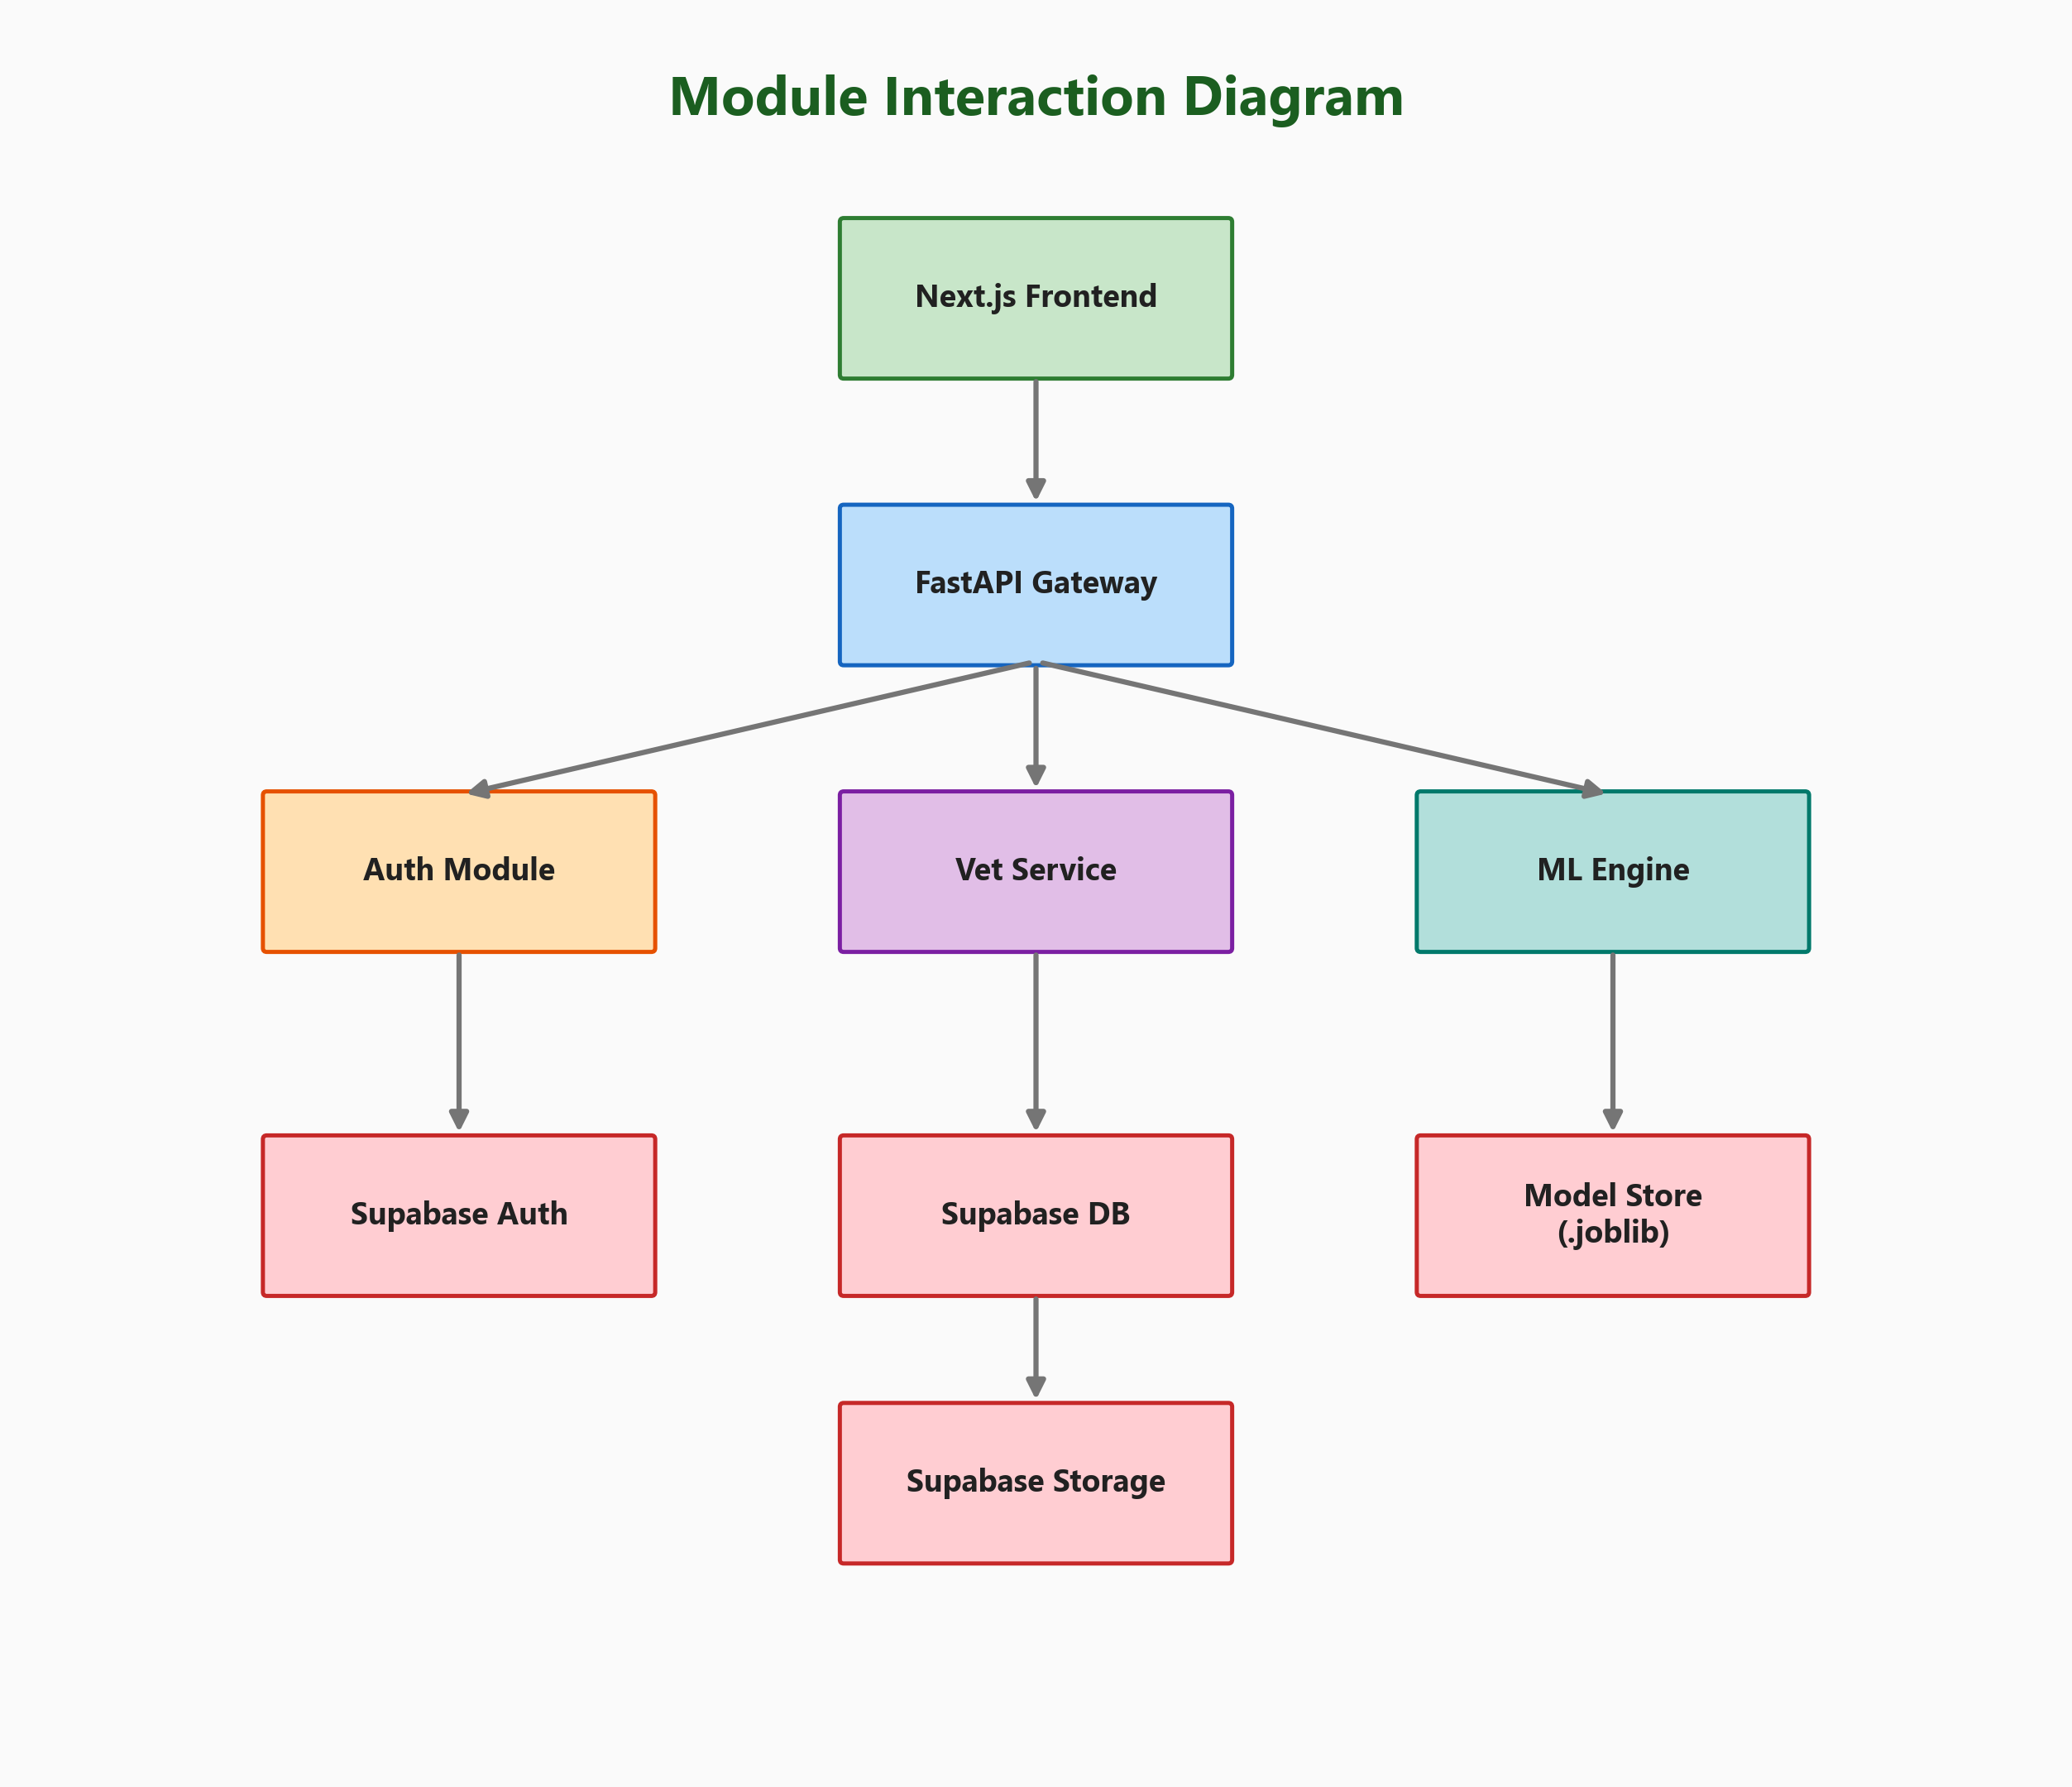 Module Interaction Diagram
Next.js Frontend
FastAPI Gateway
Auth Module
Vet Service
ML Engine
Supabase Auth
Supabase DB
Model Store
(.joblib)
Supabase Storage